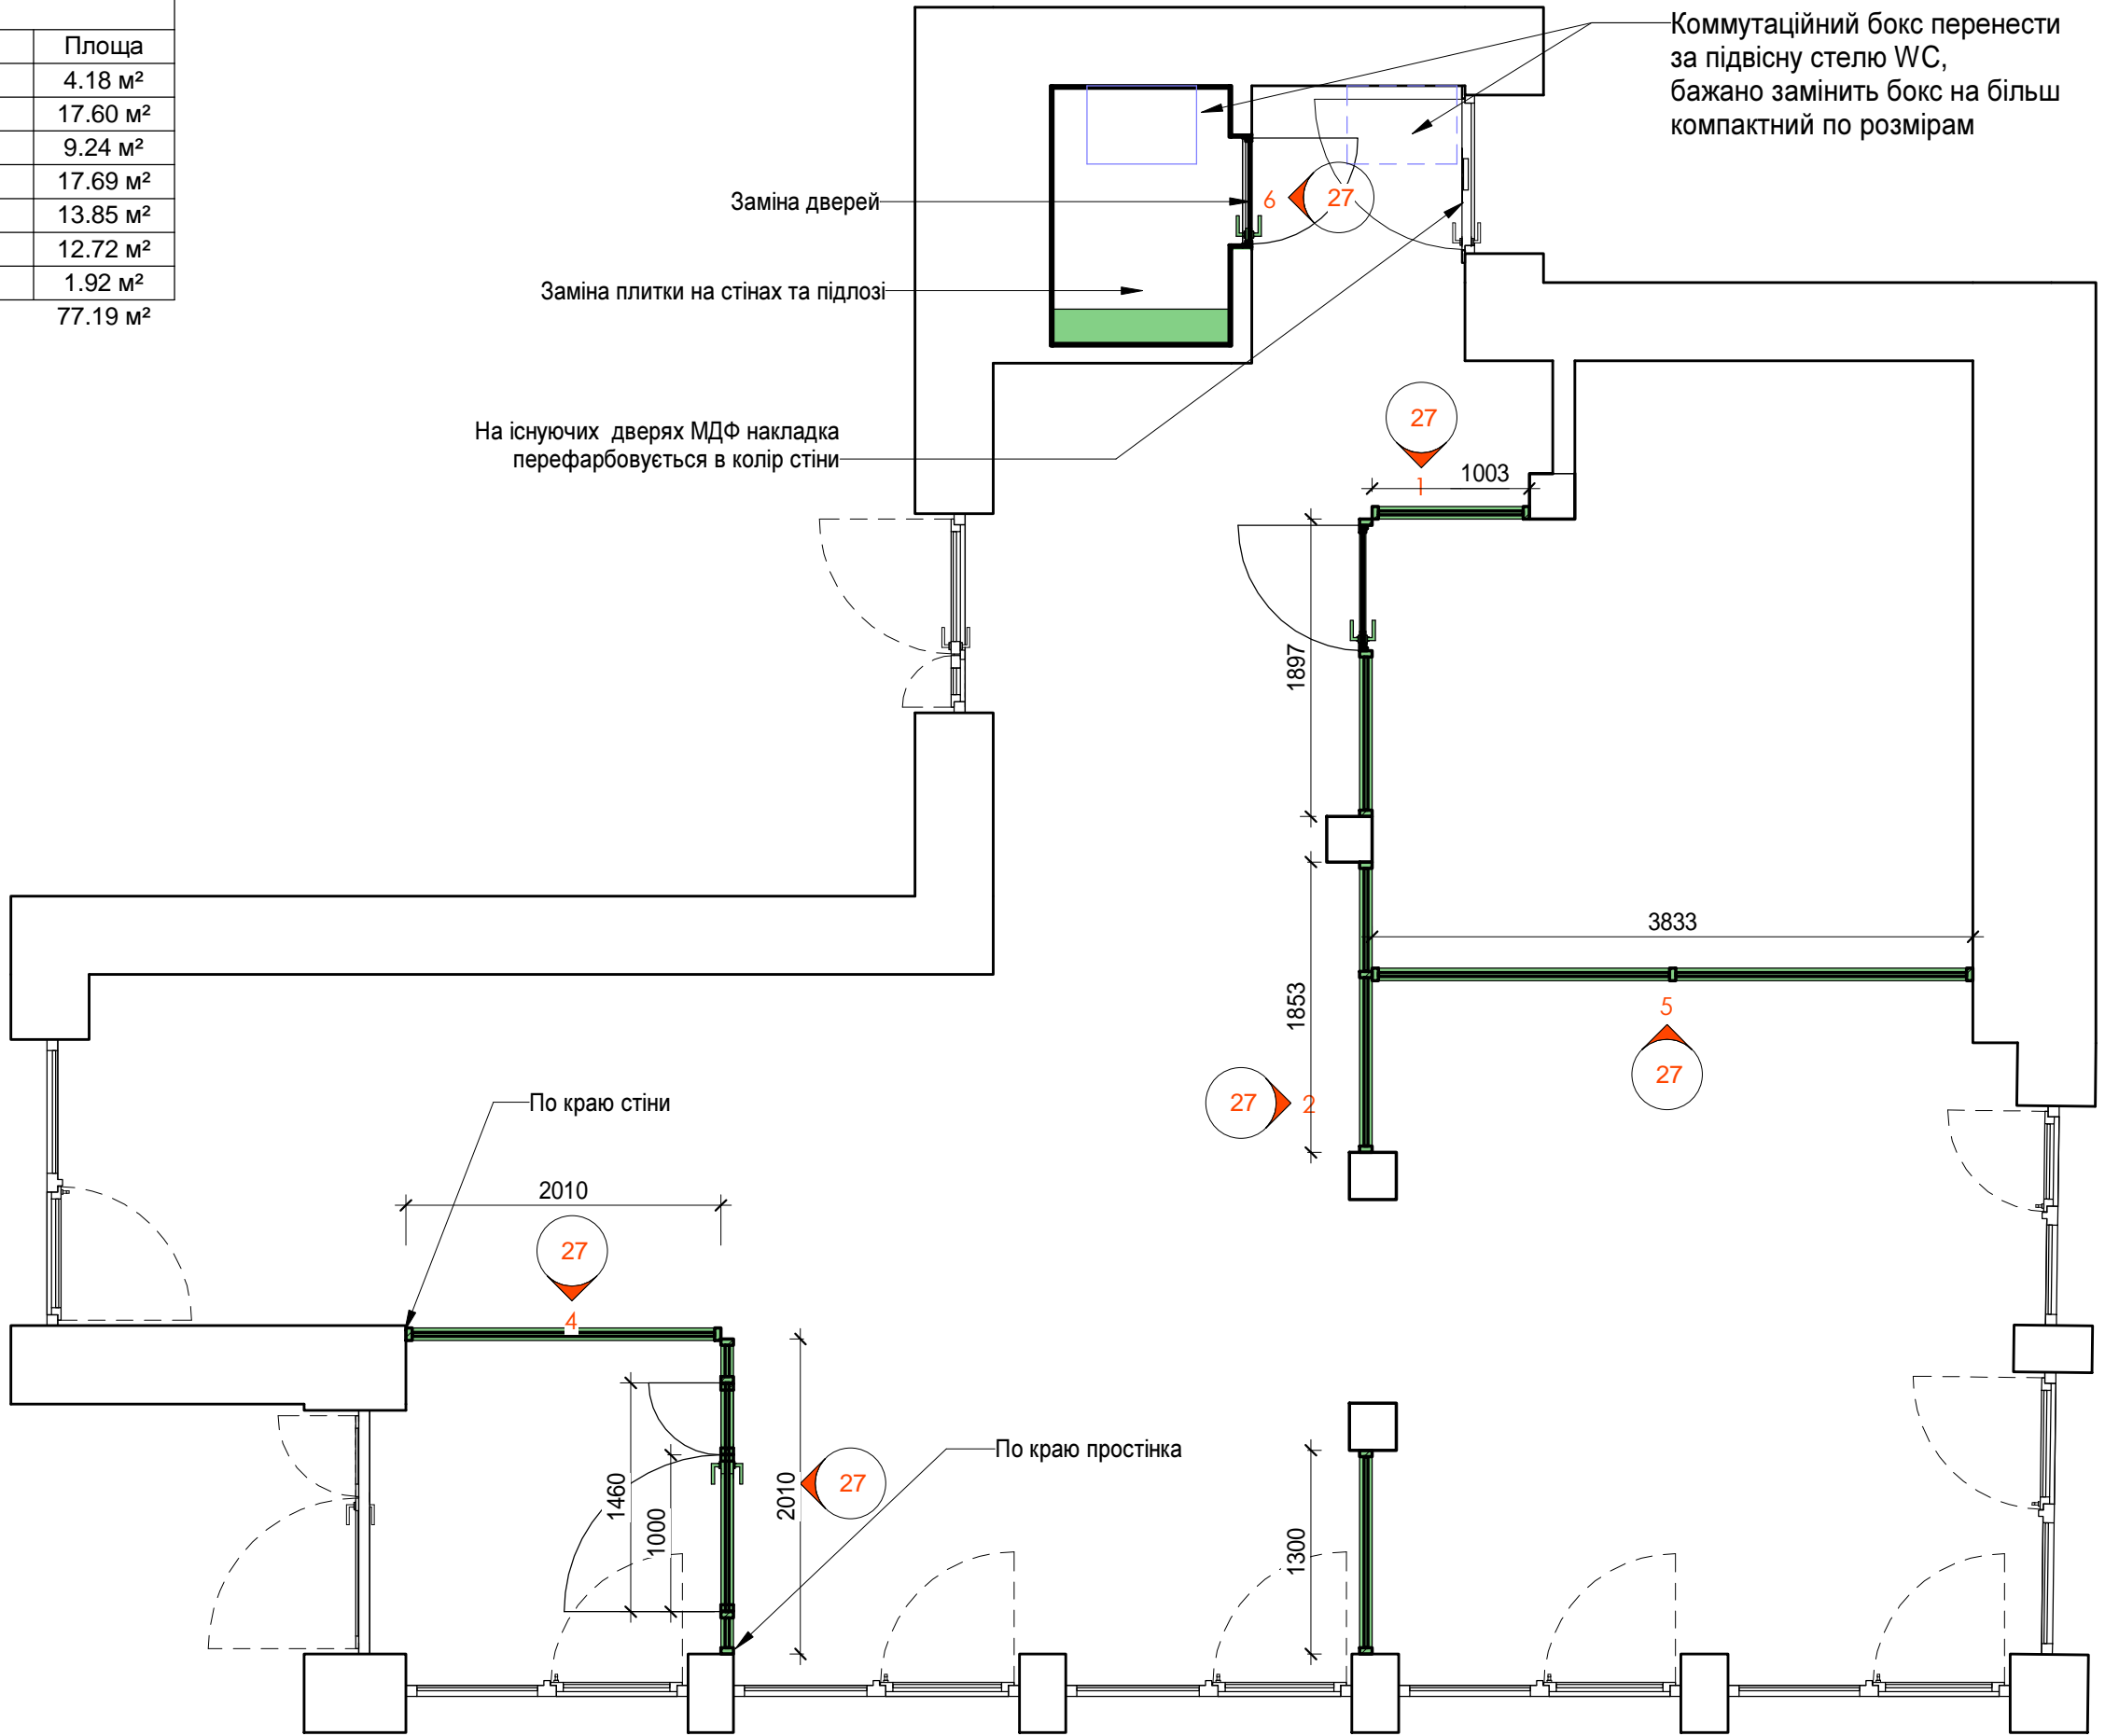 Площа
4.18 м²
17.60 м²
9.24 м²
17.69 м²
13.85 м²
12.72 м²
1.92 м²
77.19 м²
Коммутаційний бокс перенести
за підвісну стелю WC,
бажано замінить бокс на більш
компактний по розмірам
Заміна дверей
6
27
Заміна плитки на стінах та підлозі
На існуючих дверях МДФ накладка
перефарбовується в колір стіни
27
1
1003
1897
3833
1853
5
27
27
2
По краю стіни
2010
27
4
По краю простінка
1460
1000
2010
27
1300